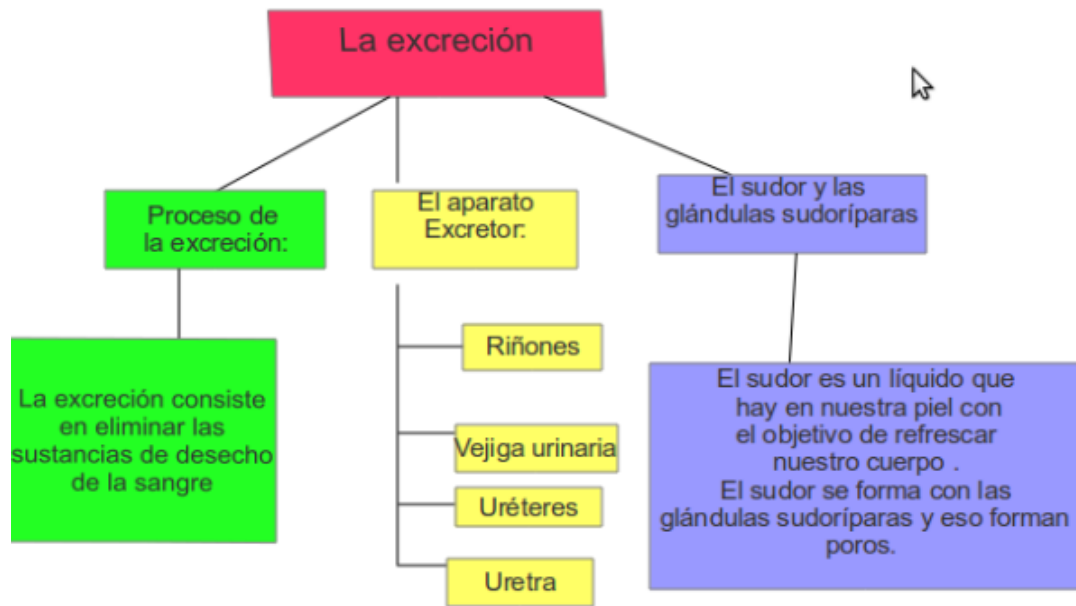 La excreción
Proceso de
la excreción:
La excreción consiste
en eliminar las
sustancias de desecho
de la sangre
El aparato
Excretor:
Riñones
Vejiga urinaria
Uréteres
Uretra
El sudor y las
glándulas sudoríparas
El sudor es un líquido que
hay en nuestra piel con
el objetivo de refrescar
nuestro cuerpo .
El sudor se forma con las
glándulas sudoríparas y eso forman
poros.